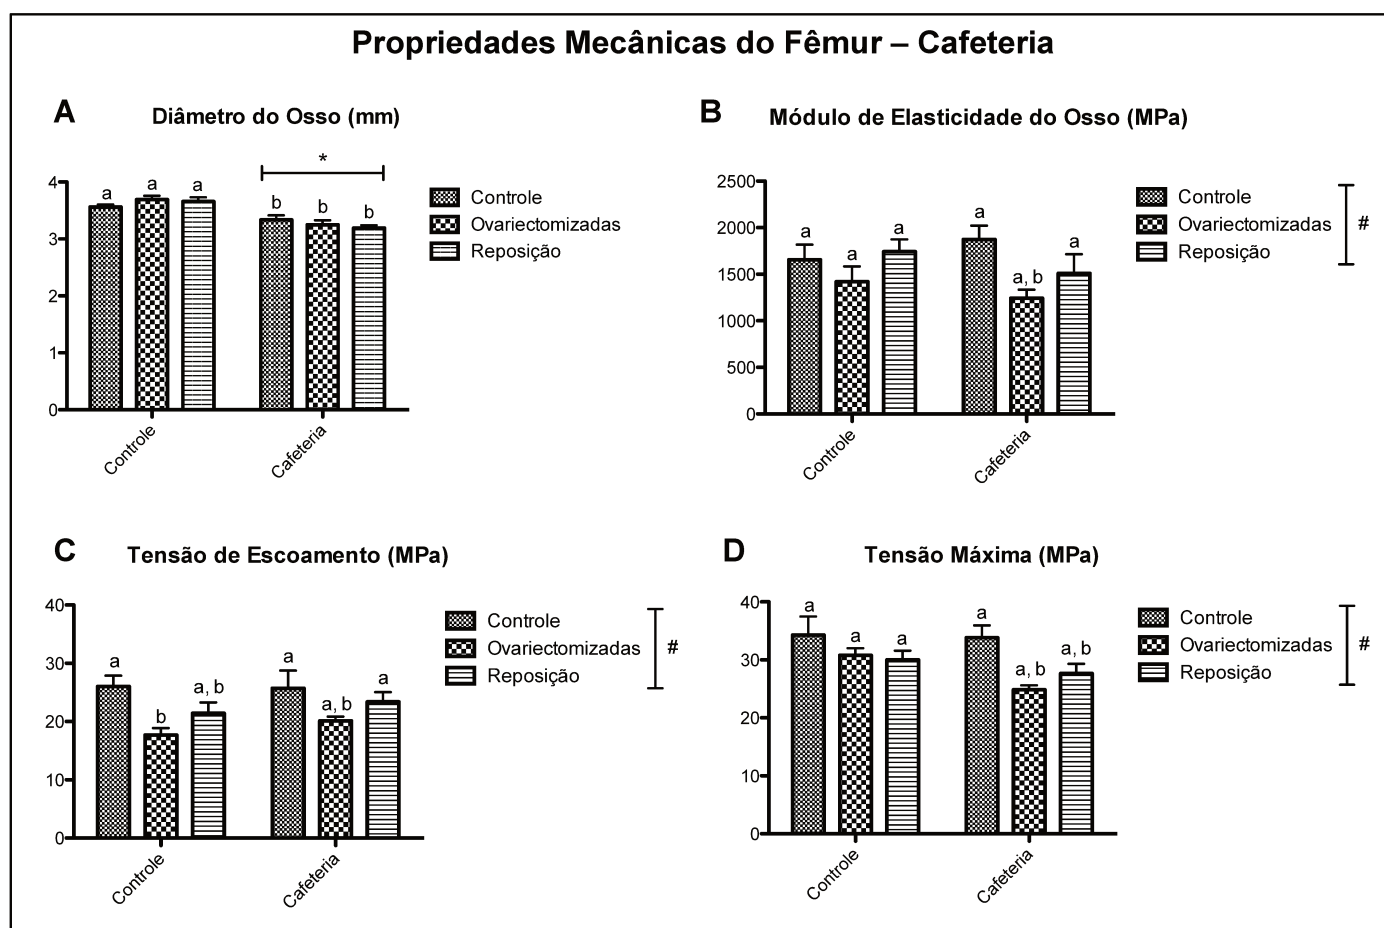 Propriedades Mecânicas do Fêmur – Cafeteria
A
Diâmetro do Osso (mm)
*
4
3
2
1
0
a
a
a
b
b
b
Controle
Cafeteria
Controle
Ovariectomizadas
Reposição
B
Módulo de Elasticidade do Osso (MPa)
2500
2000
1500
1000
500
0
a
a
a
a
a, b
a
Controle
Cafeteria
Controle
Ovariectomizadas
Reposição
#
C
Tensão de Escoamento (MPa)
40
30
20
10
0
a
b
a, b
a
a, b
a
Controle
Cafeteria
Controle
Ovariectomizadas
Reposição
#
D
Tensão Máxima (MPa)
40
30
20
10
0
a
a
a
a
a, b
a, b
Controle
Cafeteria
Controle
Ovariectomizadas
Reposição
#